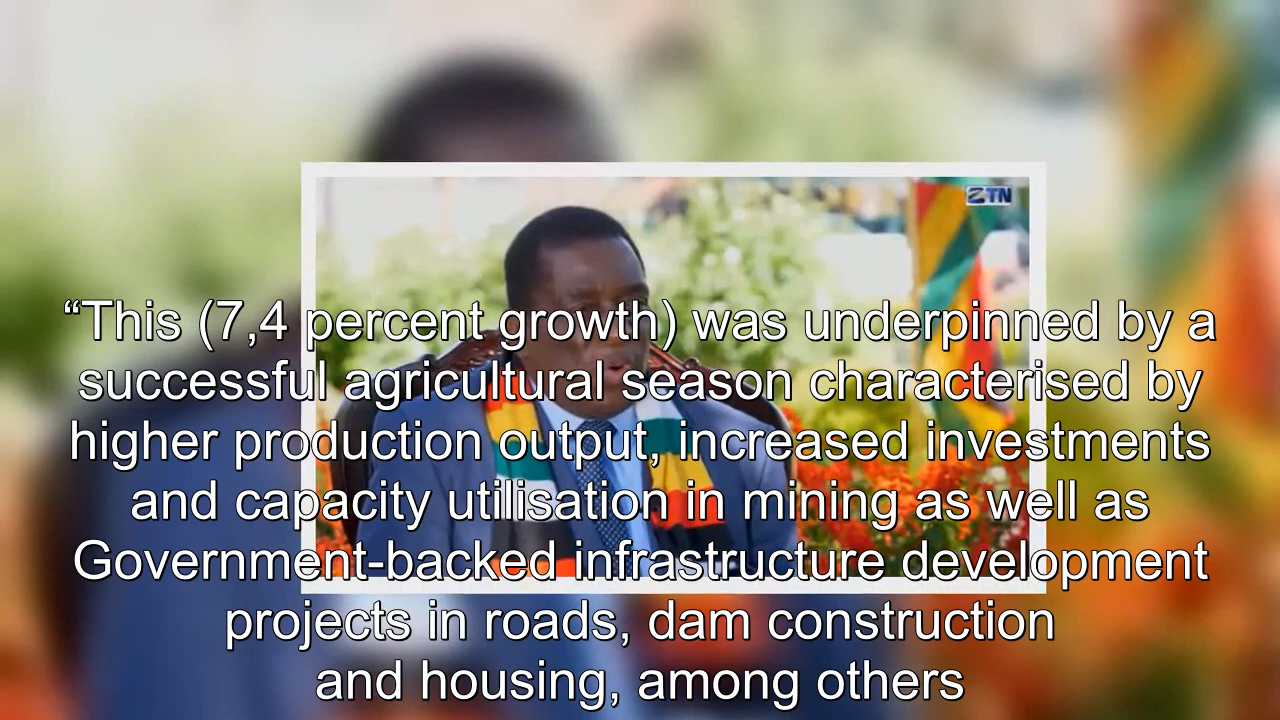 ZTN
“This (7,4 percent growth) was underpinned by a
successful agricultural season characterised by
higher production output, increased investments
and capacity utilisation in mining as well as
Government-backed infrastructure development
projects in roads, dam construction
and housing, among others